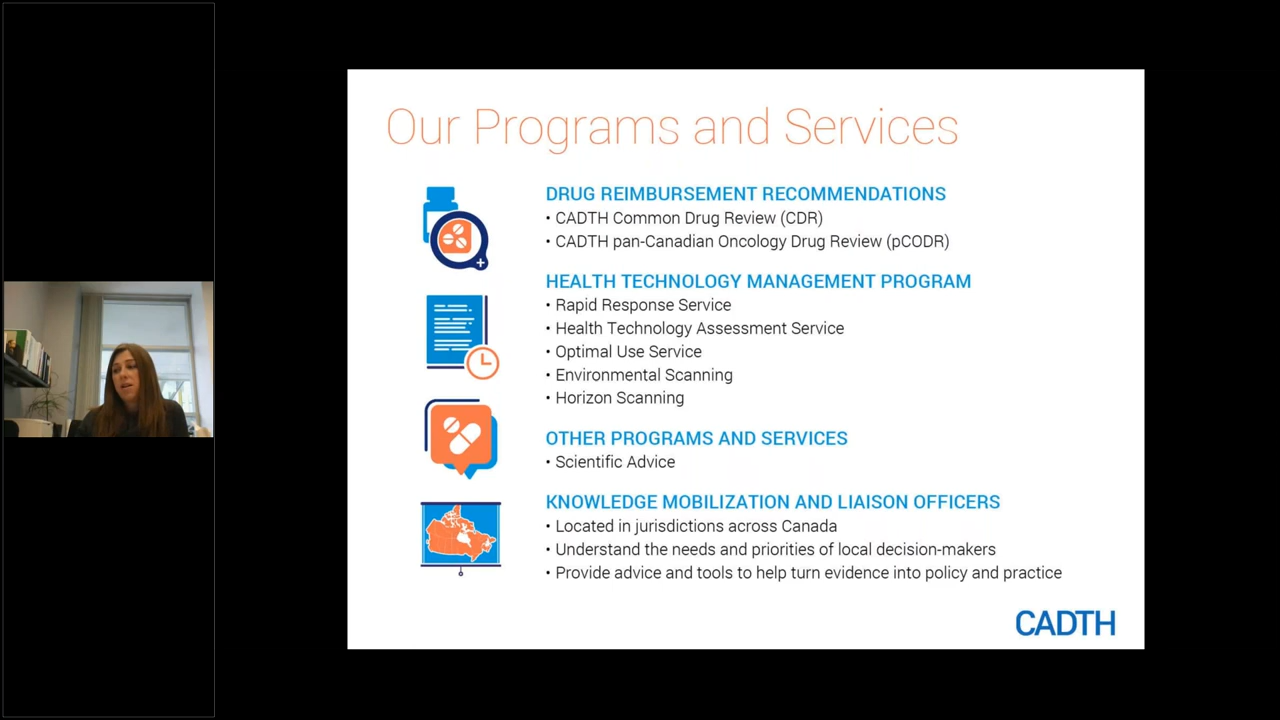 Our Programs and Services
DRUG REIMBURSEMENT RECOMMENDATIONS
• CADTH Common Drug Review (CDR)
• CADTH pan-Canadian Oncology Drug Review (pCODR)
HEALTH TECHNOLOGY MANAGEMENT PROGRAM
• Rapid Response Service
• Health Technology Assessment Service
• Optimal Use Service
• Environmental Scanning
• Horizon Scanning
OTHER PROGRAMS AND SERVICES
• Scientific Advice
KNOWLEDGE MOBILIZATION AND LIAISON OFFICERS
• Located in jurisdictions across Canada
• Understand the needs and priorities of local decision-makers
• Provide advice and tools to help turn evidence into policy and practice
CADTH